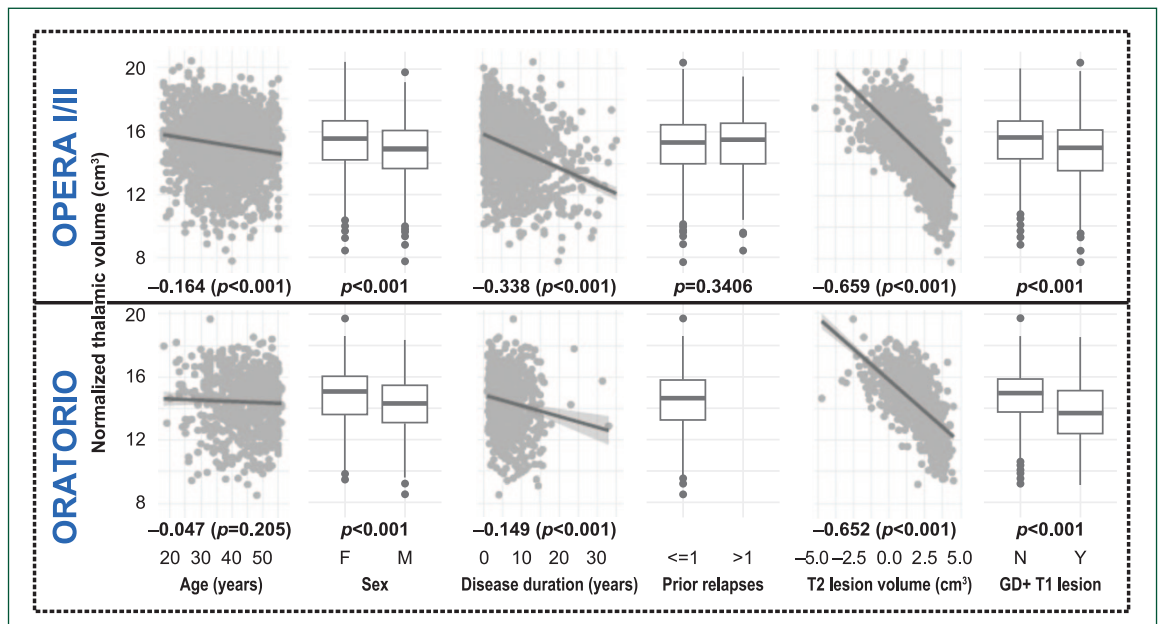 OPERA I/II
ORATORIO
Normalized thalamic volume (cm³)
20
16
12
8
–0.164 (p<0.001)
p<0.001
–0.338 (p<0.001)
p=0.3406
–0.659 (p<0.001)
p<0.001
20
16
12
8
–0.047 (p=0.205)
p<0.001
–0.149 (p<0.001)
–0.652 (p<0.001)
p<0.001
20 30 40 50
F M
0 10 20 30
<=1 >1
–5.0 –2.5 0.0 2.5 5.0
N Y
Age (years)
Sex
Disease duration (years)
Prior relapses
T2 lesion volume (cm³)
GD+ T1 lesion